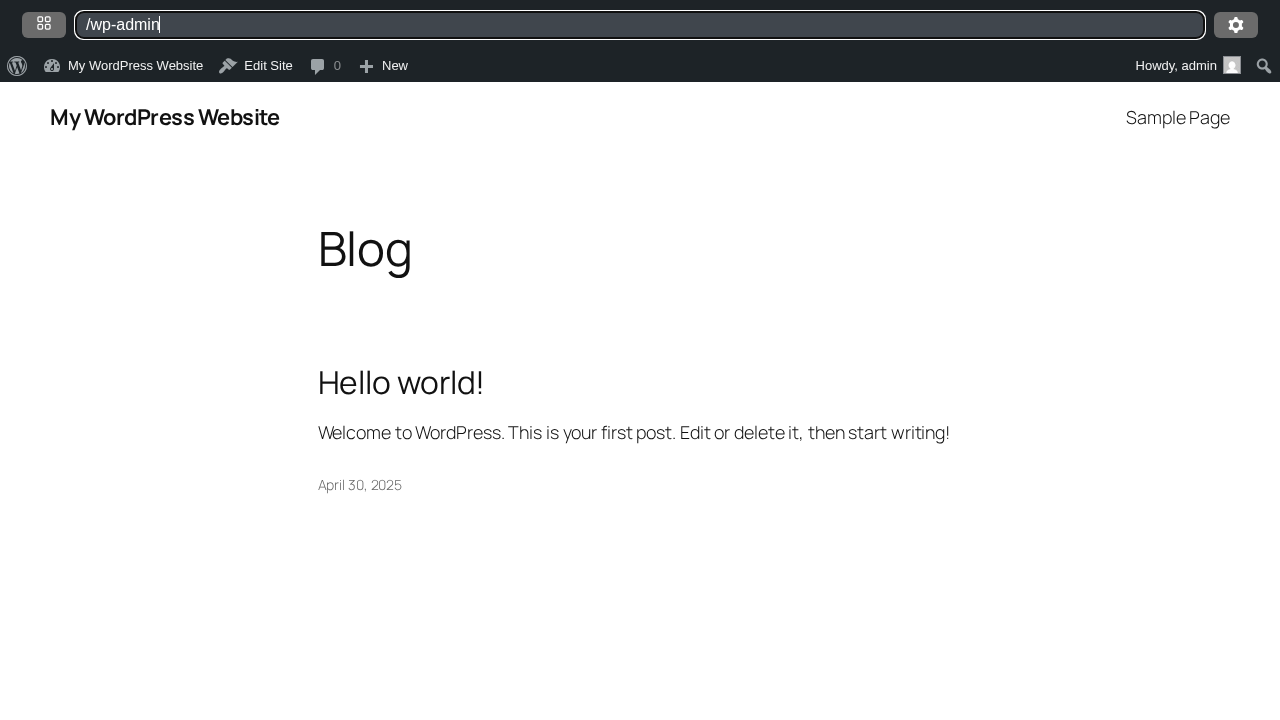 /wp-admin
My WordPress Website Edit Site 0 New Howdy, admin
My WordPress Website Sample Page
Blog
Hello world!
Welcome to WordPress. This is your first post. Edit or delete it, then start writing!
April 30, 2025